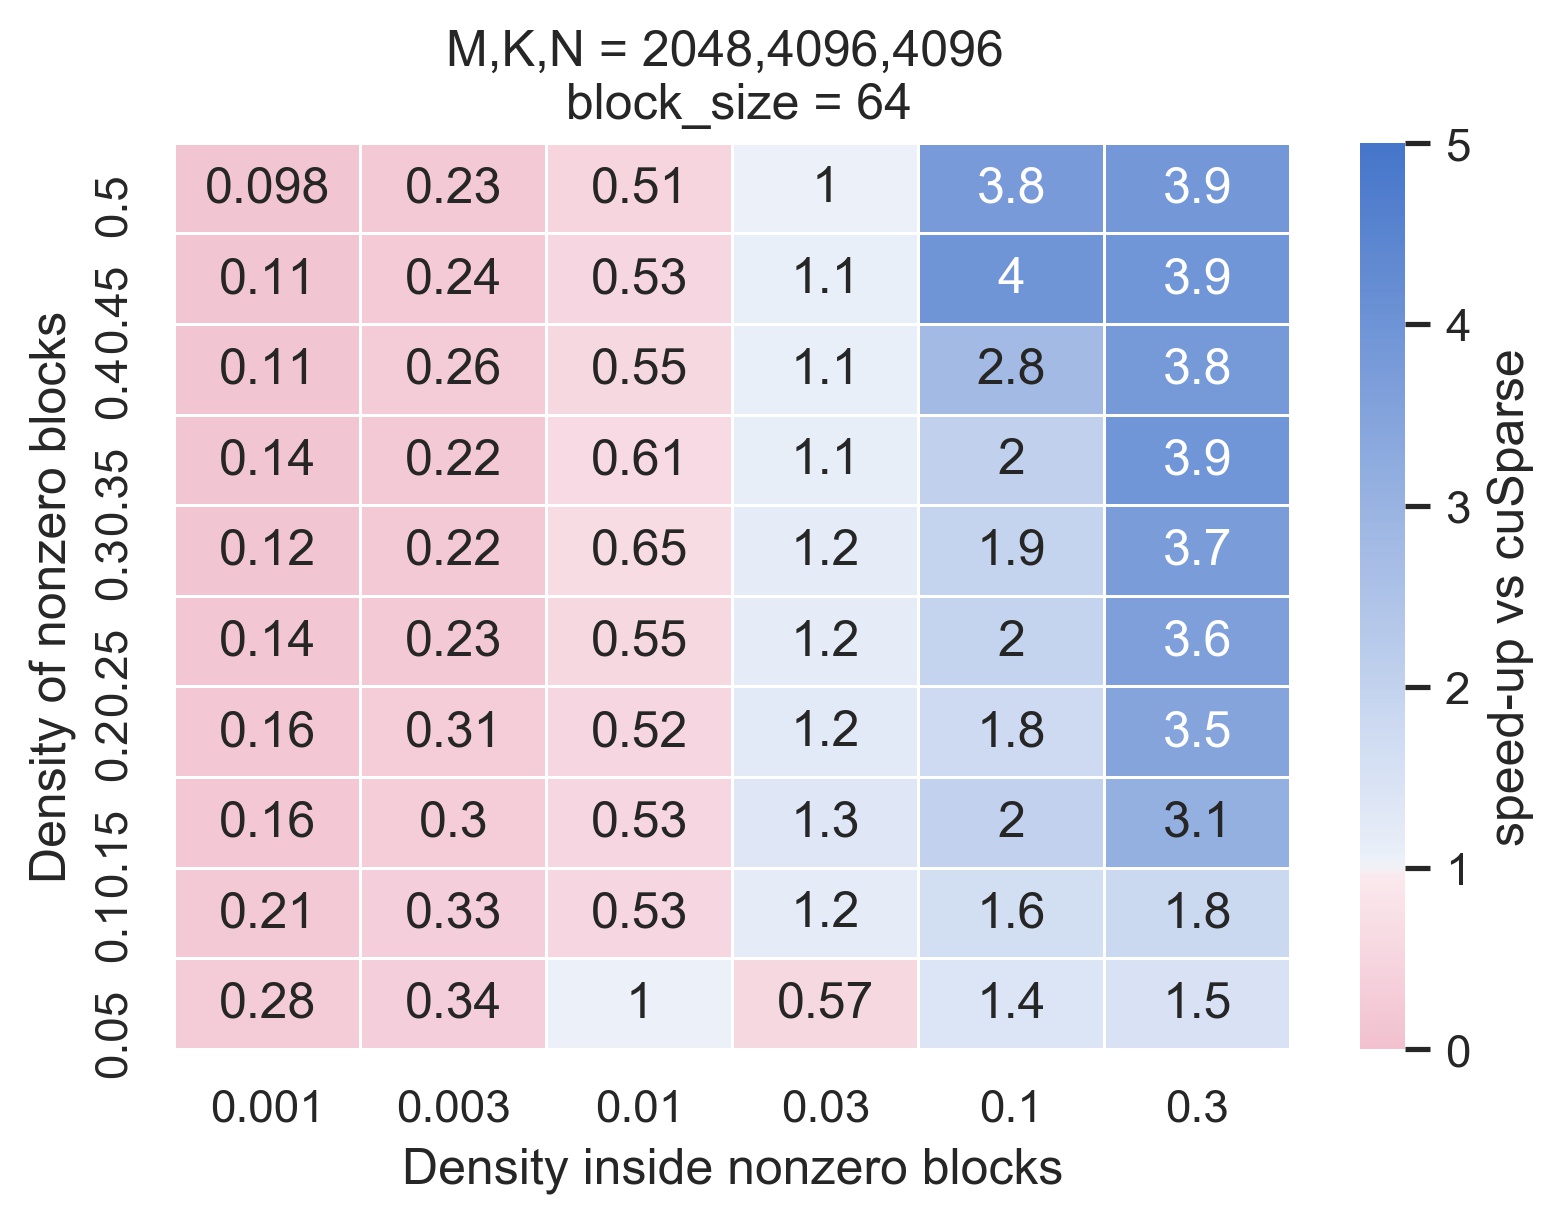 M,K,N = 2048,4096,4096
block_size = 64
0.5 0.098 0.23 0.51 1 3.8 3.9
0.45 0.11 0.24 0.53 1.1 4 3.9
0.4 0.11 0.26 0.55 1.1 2.8 3.8
0.35 0.14 0.22 0.61 1.1 2 3.9
0.3 0.12 0.22 0.65 1.2 1.9 3.7
0.25 0.14 0.23 0.55 1.2 2 3.6
0.2 0.16 0.31 0.52 1.2 1.8 3.5
0.15 0.16 0.3 0.53 1.3 2 3.1
0.1 0.21 0.33 0.53 1.2 1.6 1.8
0.05 0.28 0.34 1 0.57 1.4 1.5
0.001 0.003 0.01 0.03 0.1 0.3
Density inside nonzero blocks
Density of nonzero blocks
5
4
3
2
1
0
speed-up vs cuSparse